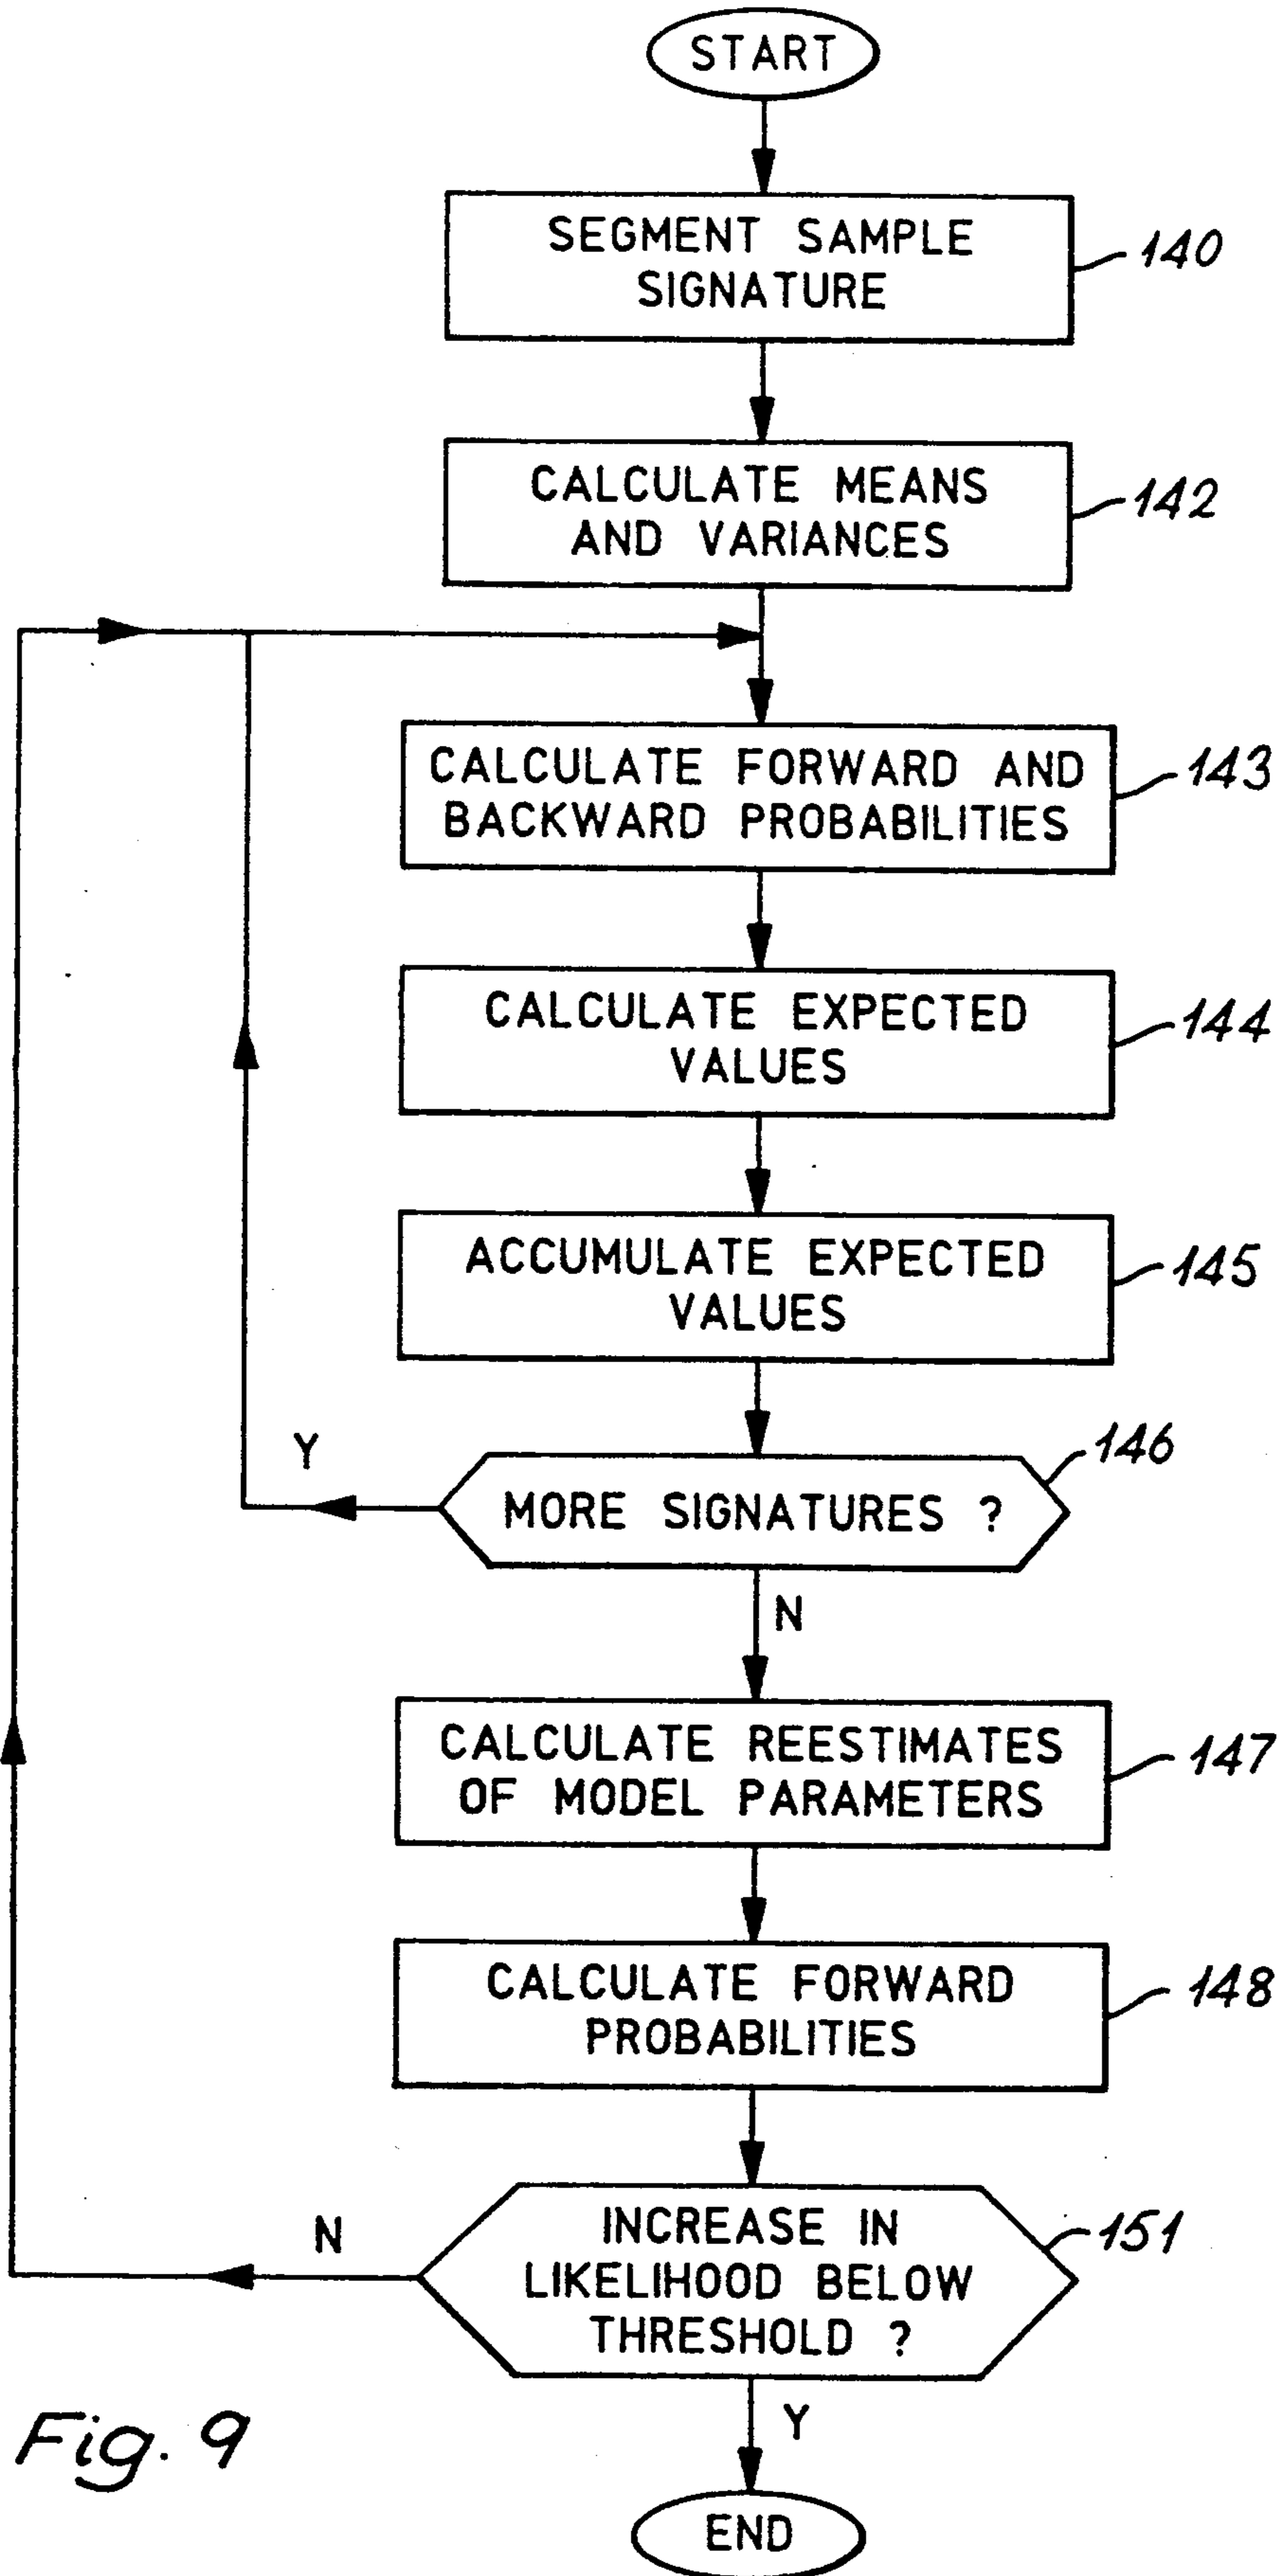 START
SEGMENT SAMPLE
SIGNATURE
140
CALCULATE MEANS
AND VARIANCES
142
CALCULATE FORWARD AND
BACKWARD PROBABILITIES
143
CALCULATE EXPECTED
VALUES
144
ACCUMULATE EXPECTED
VALUES
145
Y
MORE SIGNATURES ?
146
N
CALCULATE REESTIMATES
OF MODEL PARAMETERS
147
CALCULATE FORWARD
PROBABILITIES
148
N
INCREASE IN
LIKELIHOOD BELOW
THRESHOLD ?
151
Y
END
Fig. 9